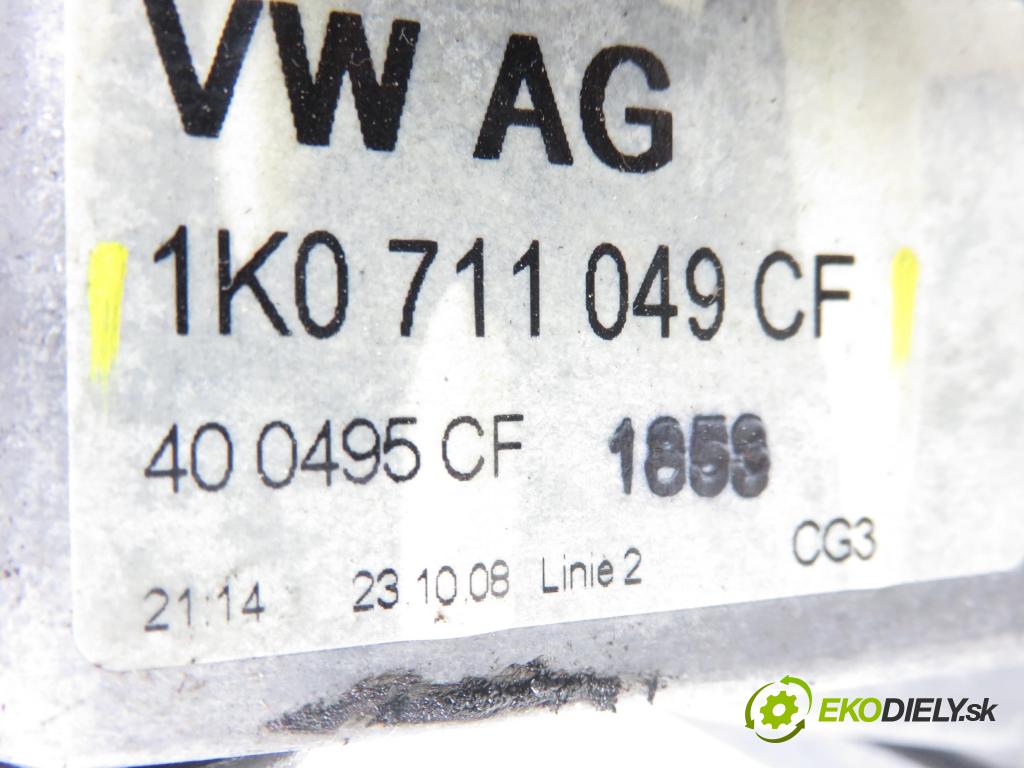 VW AG
1K0 711 049 CF
40 0495 CF
CG3
21:14 23.10.08 Linie 2
EKODIELY.sk